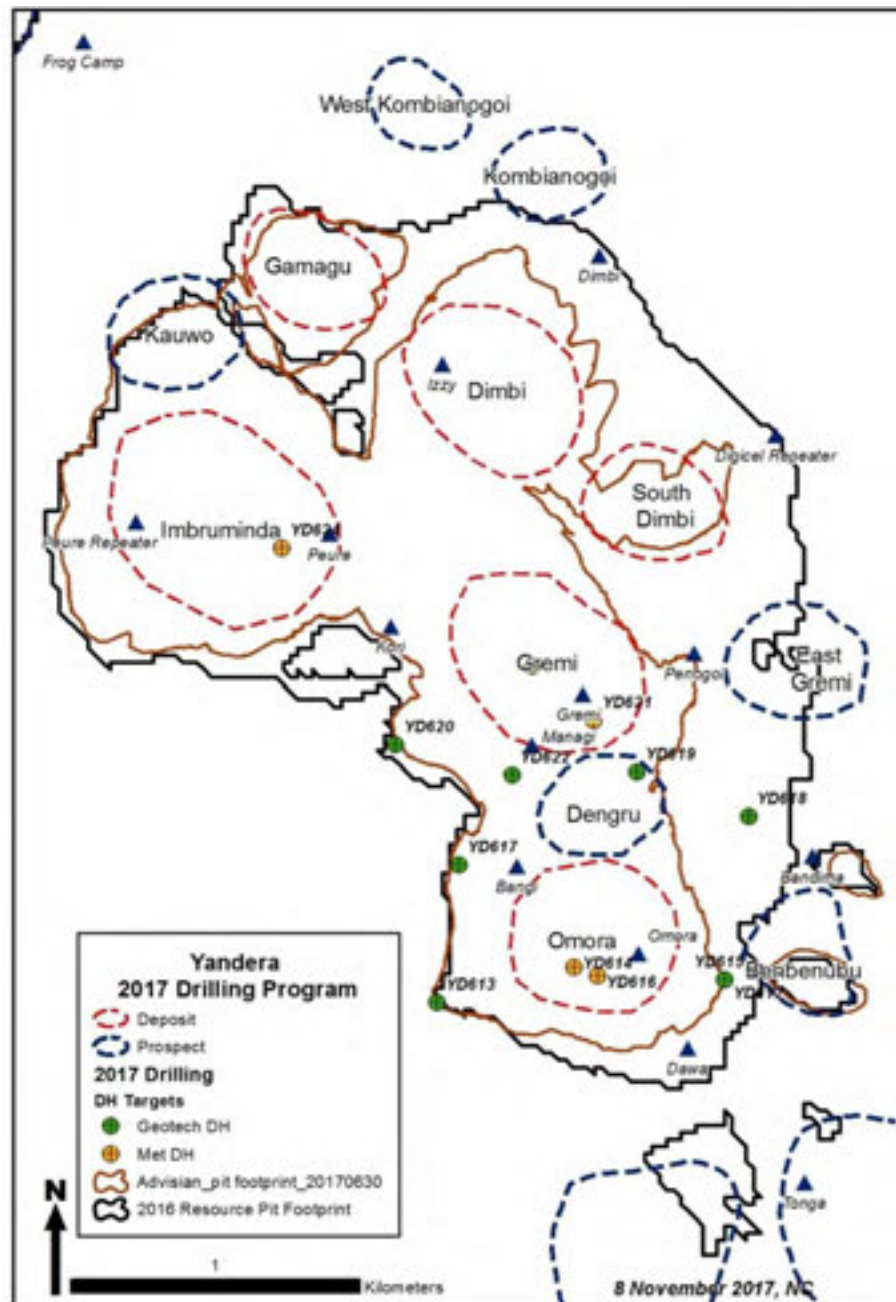 Frog Camp
West Kombianogoi
Kombianogoi
Gamagu
Dimbi
Kauwo
Izzy
Dimbi
Digicel Repeater
South
Dimbi
Imbruminda
Peure Repeater
Peure
Kori
Gremi
Penogoi
East
Gremi
Gremi
YD621
Managi
YD620
YD622
YD619
Dengru
YD618
YD617
Bangi
Bandima
Omora
Omora
YD614
YD616
YD615
YD613
Dawa
Tonga
Yandera
2017 Drilling Program
Deposit
Prospect
2017 Drilling
DH Targets
Geotech DH
Met DH
Advisian_pit footprint_20170630
2016 Resource Pit Footprint
N
1
Kilometers
8 November 2017, NC